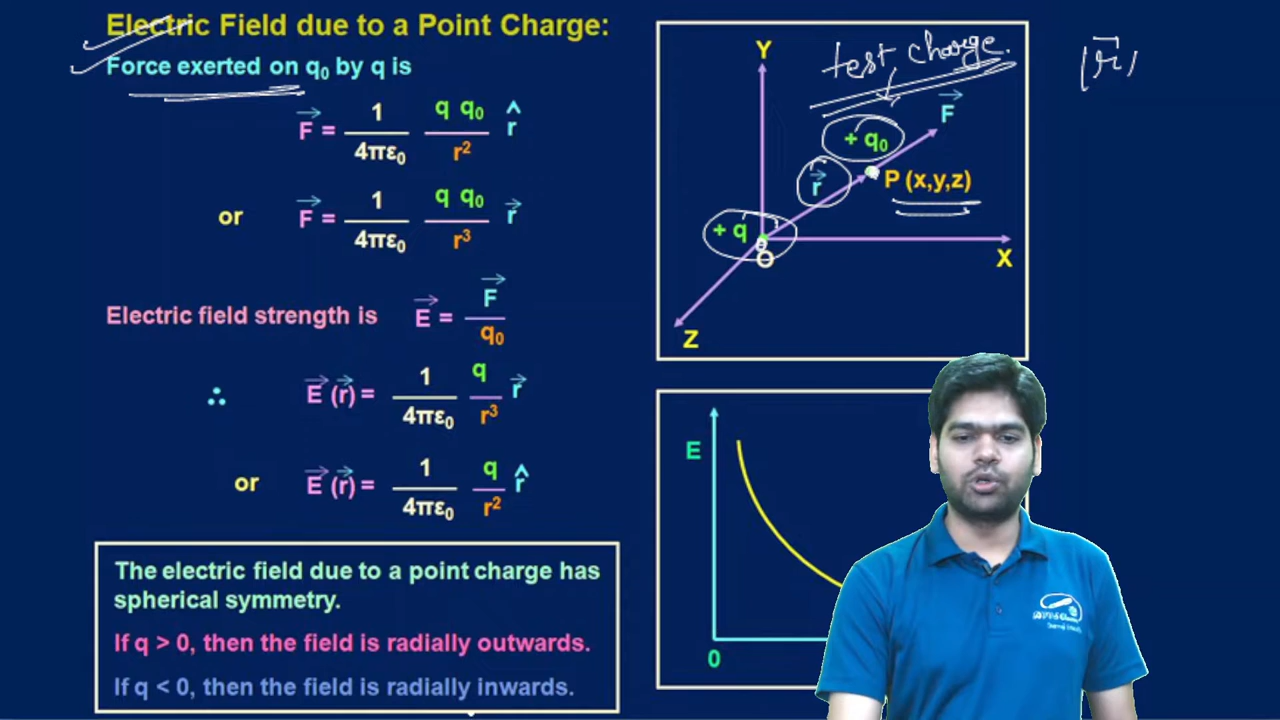 Electric Field due to a Point Charge:
Force exerted on q₀ by q is
F⃗ = 1/4πε₀ q q₀/r² r̂
or F⃗ = 1/4πε₀ q q₀/r³ r⃗
Electric field strength is E⃗ = F⃗/q₀
∴ E⃗ (r⃗) = 1/4πε₀ q/r³ r⃗
or E⃗ (r⃗) = 1/4πε₀ q/r² r̂
The electric field due to a point charge has
spherical symmetry.
If q > 0, then the field is radially outwards.
If q < 0, then the field is radially inwards.
Y
test charge.
|r⃗|
F⃗
+ q₀
r⃗
P (x,y,z)
+ q
O
X
Z
E
0